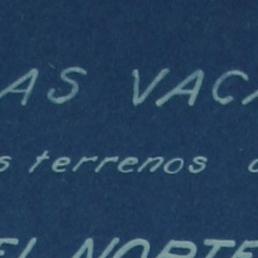 AS VACA
s terrenos
EL NORTE